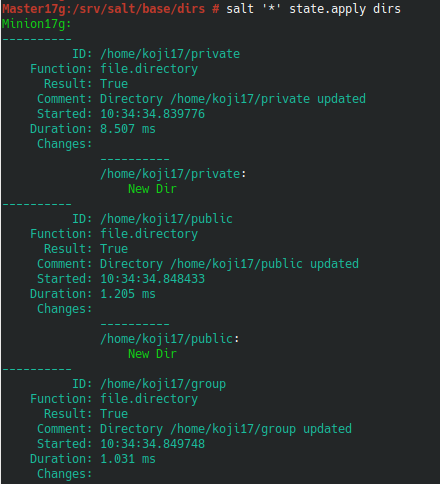 Master17g:/srv/salt/base/dirs # salt '*' state.apply dirs
Minion17g:
----------
          ID: /home/koji17/private
    Function: file.directory
      Result: True
     Comment: Directory /home/koji17/private updated
     Started: 10:34:34.839776
    Duration: 8.507 ms
     Changes:
              ----------
              /home/koji17/private:
                  New Dir
----------
          ID: /home/koji17/public
    Function: file.directory
      Result: True
     Comment: Directory /home/koji17/public updated
     Started: 10:34:34.848433
    Duration: 1.205 ms
     Changes:
              ----------
              /home/koji17/public:
                  New Dir
----------
          ID: /home/koji17/group
    Function: file.directory
      Result: True
     Comment: Directory /home/koji17/group updated
     Started: 10:34:34.849748
    Duration: 1.031 ms
     Changes: